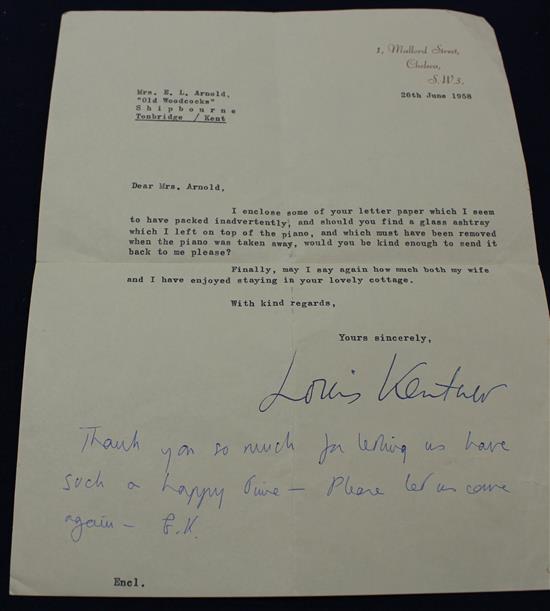 1, Mallord Street,
Chelsea,
S.W.3.
26th June 1958
Mrs. E. L. Arnold,
"Old Woodcocks"
S h i p b o u r n e
Tonbridge / Kent
Dear Mrs. Arnold,
I enclose some of your letter paper which I seem
to have packed inadvertently, and should you find a glass ashtray
which I left on top of the piano, and which must have been removed
when the piano was taken away, would you be kind enough to send it
back to me please?
Finally, may I say again how much both my wife
and I have enjoyed staying in your lovely cottage.
With kind regards,
Yours sincerely,
Louis Kentner
Thank you so much for letting us have
such a happy time — Please let us come
again —
Encl.